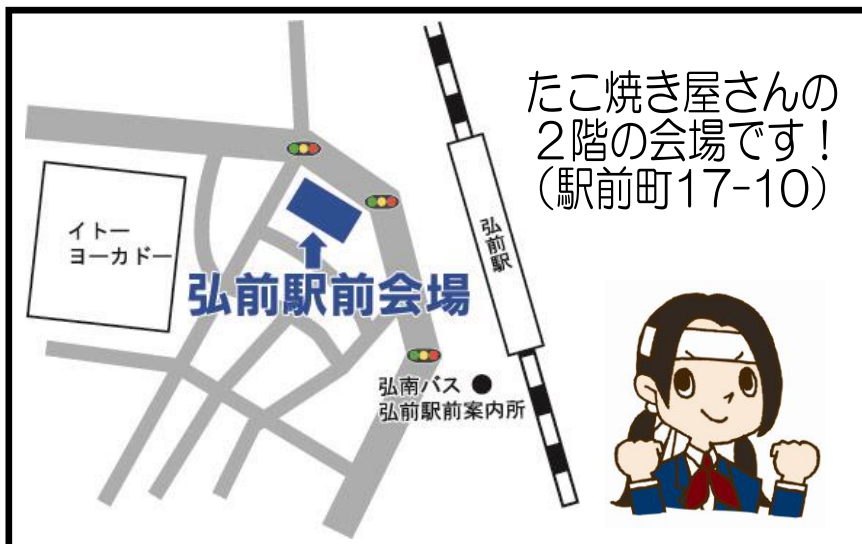 たこ焼き屋さんの
２階の会場です！
（駅前町17-10）
イトー
ヨーカドー
弘前駅
弘前駅前会場
弘南バス
弘前駅前案内所